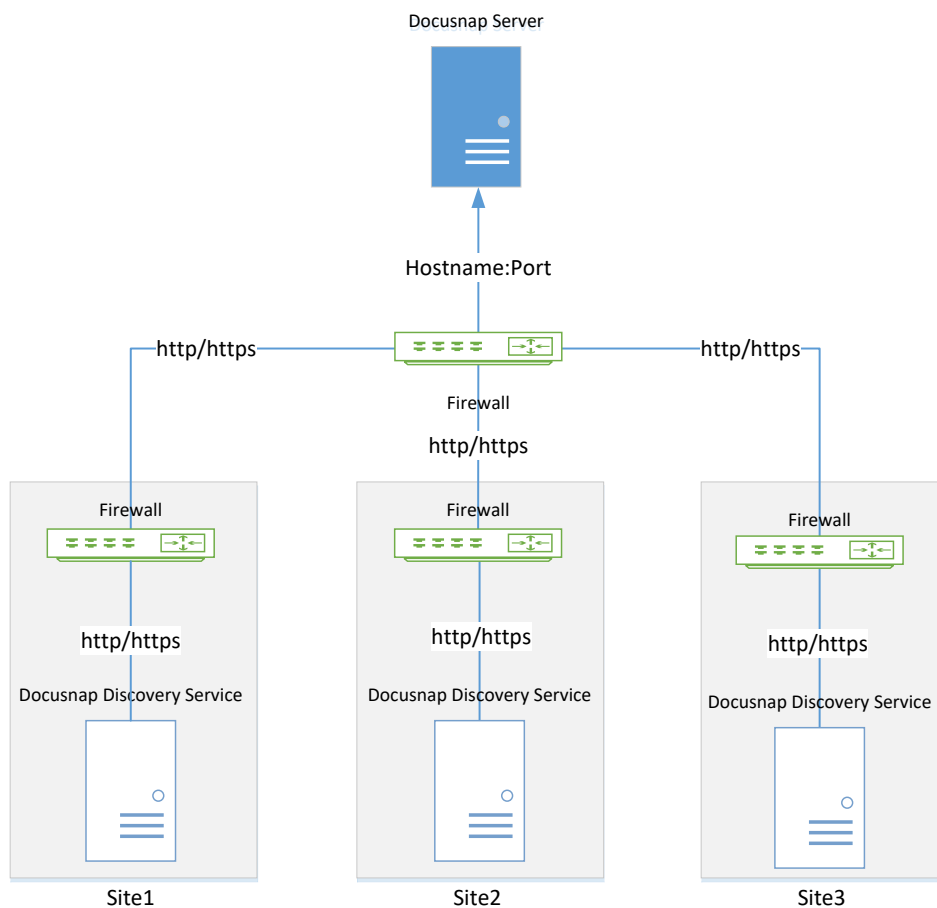 Docusnap Server
Hostname:Port
http/https
http/https
Firewall
http/https
Firewall
Firewall
Firewall
http/https
http/https
http/https
Docusnap Discovery Service
Docusnap Discovery Service
Docusnap Discovery Service
Site1
Site2
Site3